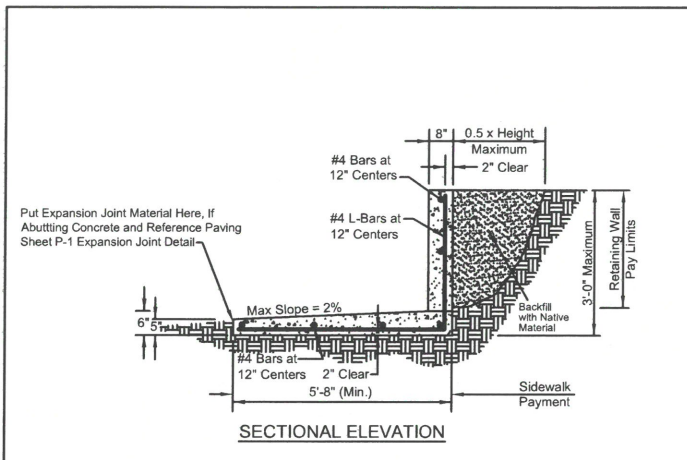 8"
0.5 x Height
Maximum
2" Clear
#4 Bars at
12" Centers
#4 L-Bars at
12" Centers
Put Expansion Joint Material Here, If
Abuttting Concrete and Reference Paving
Sheet P-1 Expansion Joint Detail
3'-0" Maximum
Retaining Wall
Pay Limits
Max Slope = 2%
Backfill
with Native
Material
6"
5"
#4 Bars at
12" Centers
2" Clear
5'-8" (Min.)
Sidewalk
Payment
SECTIONAL ELEVATION